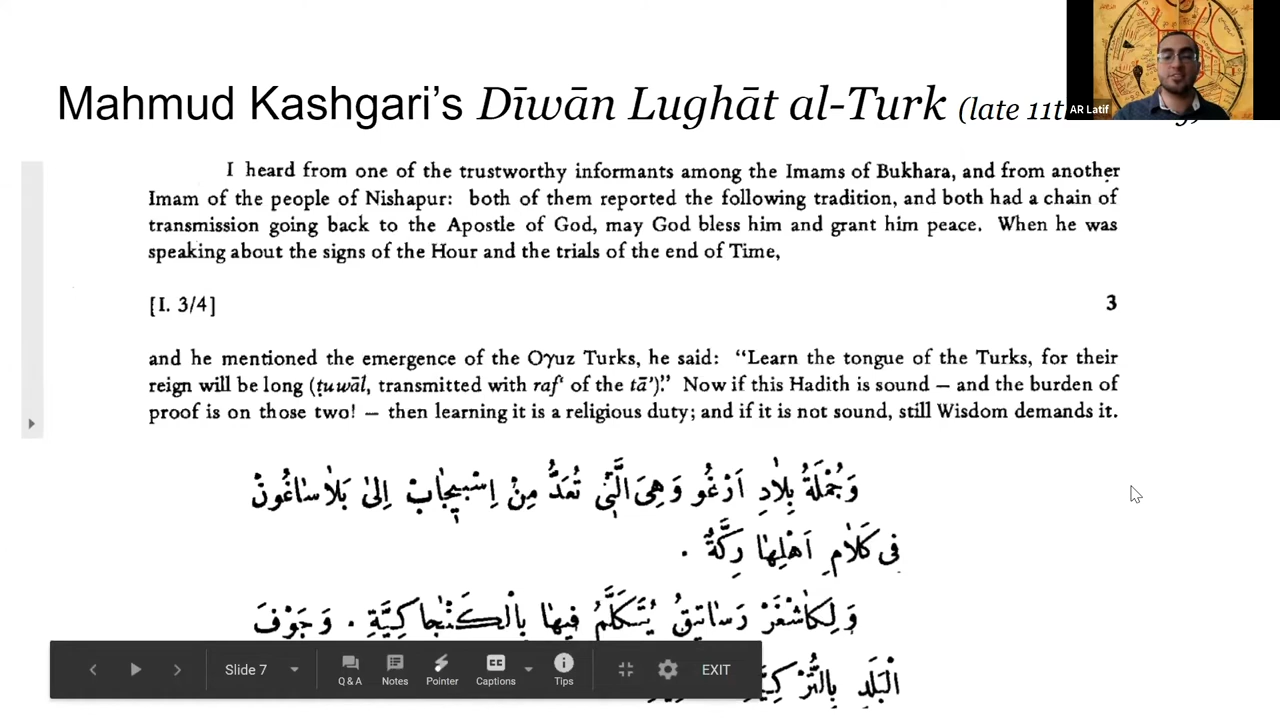 Mahmud Kashgari’s Dīwān Lughāt al-Turk (late 11th
AR Latif
I heard from one of the trustworthy informants among the Imams of Bukhara, and from another
Imam of the people of Nishapur: both of them reported the following tradition, and both had a chain of
transmission going back to the Apostle of God, may God bless him and grant him peace. When he was
speaking about the signs of the Hour and the trials of the end of Time,
[I. 3/4] 3
and he mentioned the emergence of the Oγuz Turks, he said: “Learn the tongue of the Turks, for their
reign will be long (ṭuwāl, transmitted with rafʿ of the ṭāʾ).” Now if this Hadith is sound — and the burden of
proof is on those two! — then learning it is a religious duty; and if it is not sound, still Wisdom demands it.
وَجُمْلَةُ بِلَادِ اَرْغُو وَهِىَ الَّتِى تُعَدُّ مِنْ اِسْبِيجَابْ اِلىٰ بَلَاسَاغُونْ
فى كَلَامِ اَهْلِهَا رِكَّةٌ .
وَلِكَاشْغَرْ رَسَاتِيقُ يُتَكَلَّمُ فِيهَا بِالْكَنْجَاكِيَّةِ . وَجَوْفَ
الْبَلَدِ
Slide 7
Q & A
Notes
Pointer
Captions
Tips
EXIT